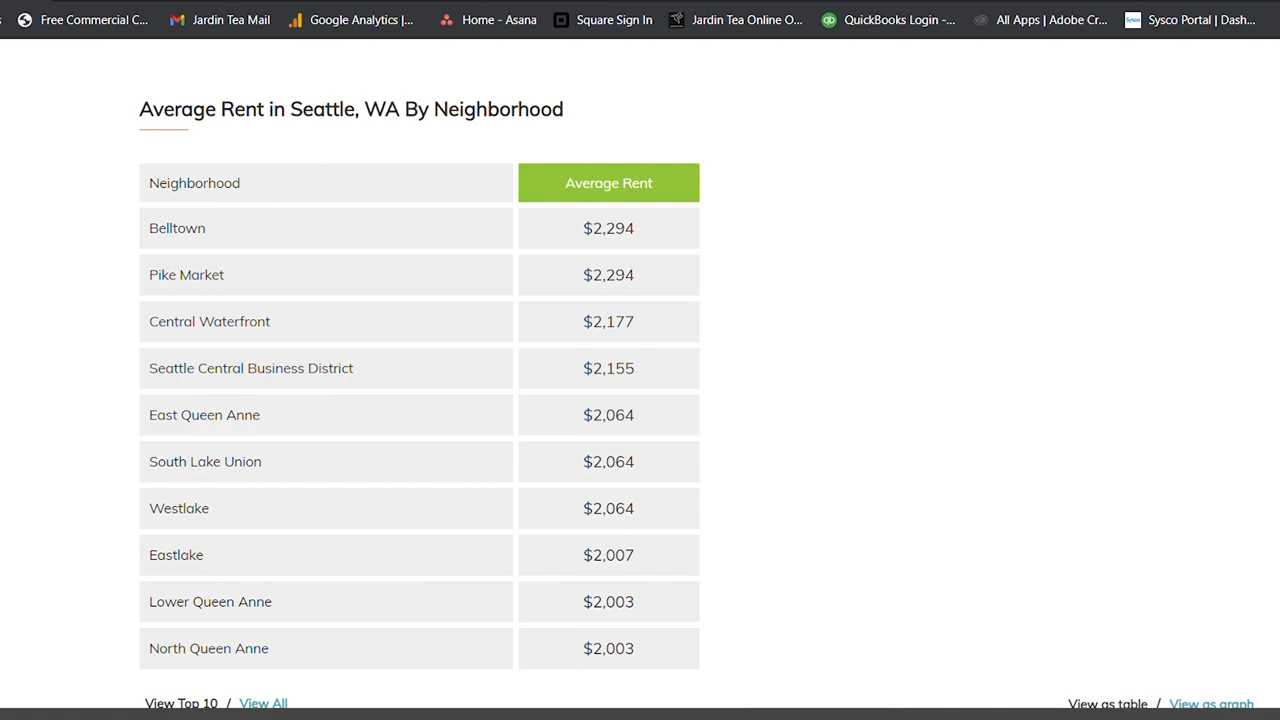 s Free Commercial C... Jardin Tea Mail Google Analytics |... Home - Asana Square Sign In Jardin Tea Online O... QuickBooks Login -... All Apps | Adobe Cr... Sysco Sysco Portal | Dash...
Average Rent in Seattle, WA By Neighborhood
Neighborhood Average Rent
Belltown $2,294
Pike Market $2,294
Central Waterfront $2,177
Seattle Central Business District $2,155
East Queen Anne $2,064
South Lake Union $2,064
Westlake $2,064
Eastlake $2,007
Lower Queen Anne $2,003
North Queen Anne $2,003
View Top 10 / View All View as table / View as graph